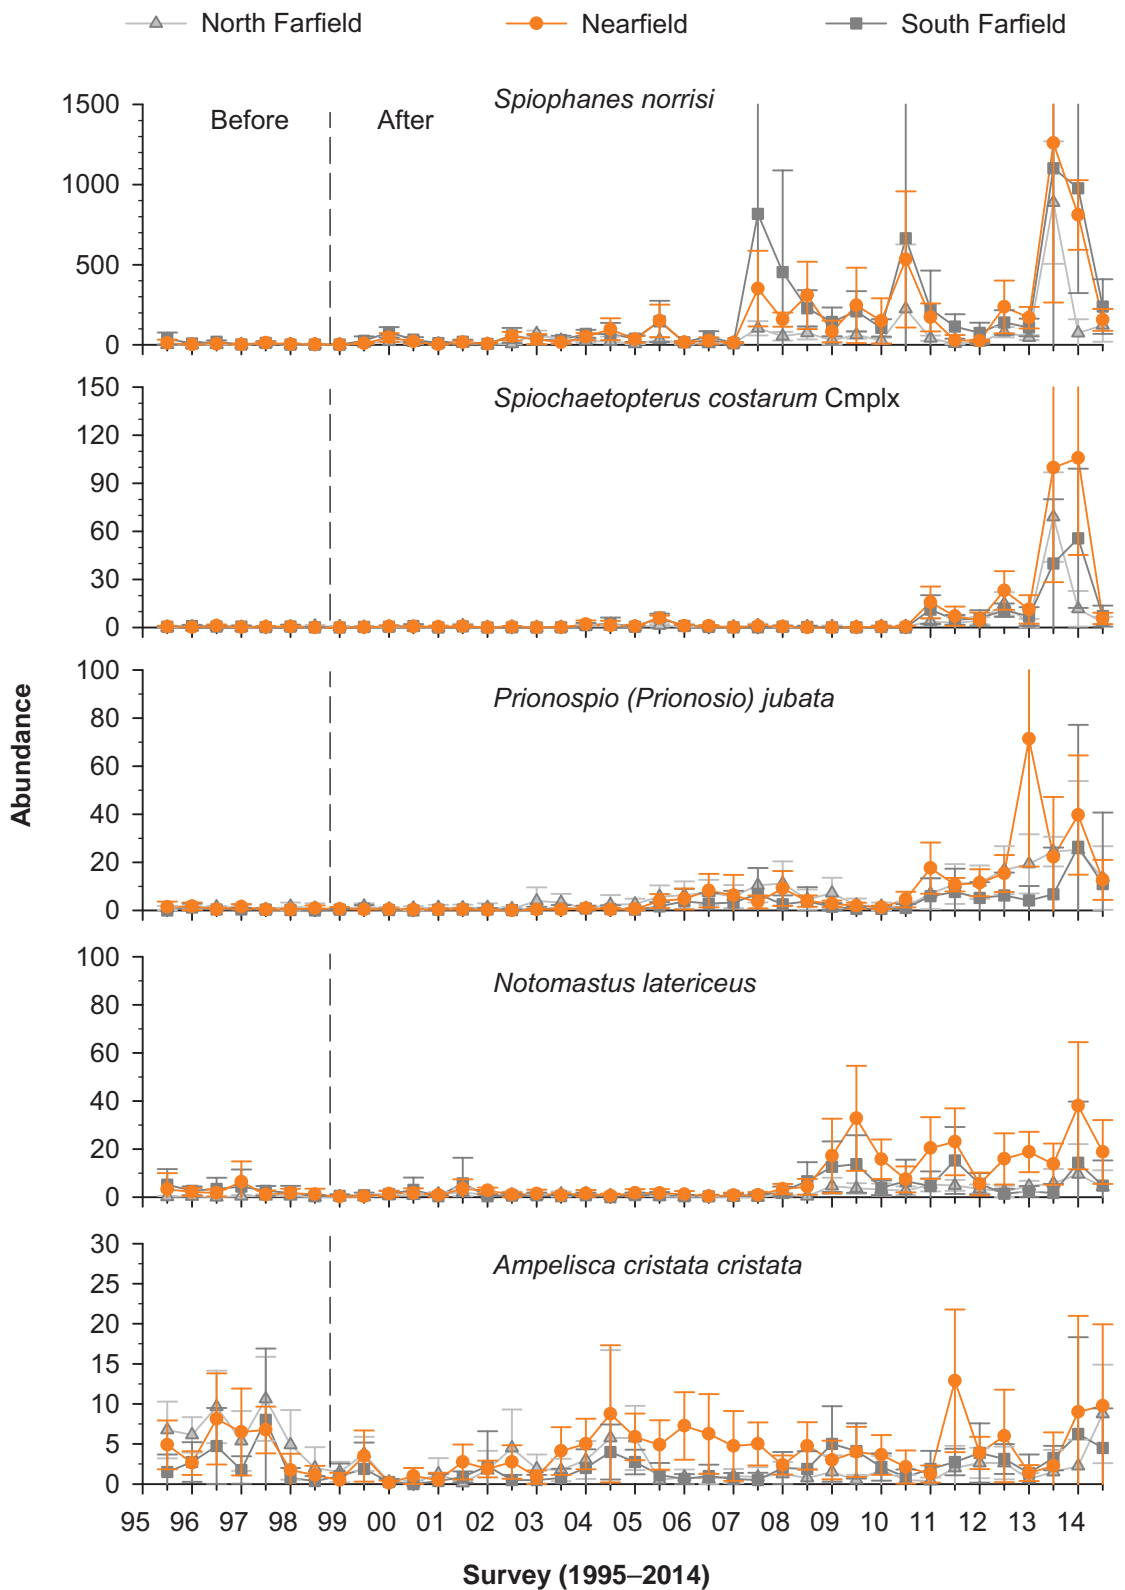 North Farfield Nearfield South Farfield
Spiophanes norrisi
Before After
1500
1000
500
0
Spiochaetopterus costarum Cmplx
150
120
90
60
30
0
Prionospio (Prionosio) jubata
100
80
60
40
20
0
Notomastus latericeus
100
80
60
40
20
0
Ampelisca cristata cristata
30
25
20
15
10
5
0
Abundance
95 96 97 98 99 00 01 02 03 04 05 06 07 08 09 10 11 12 13 14
Survey (1995–2014)